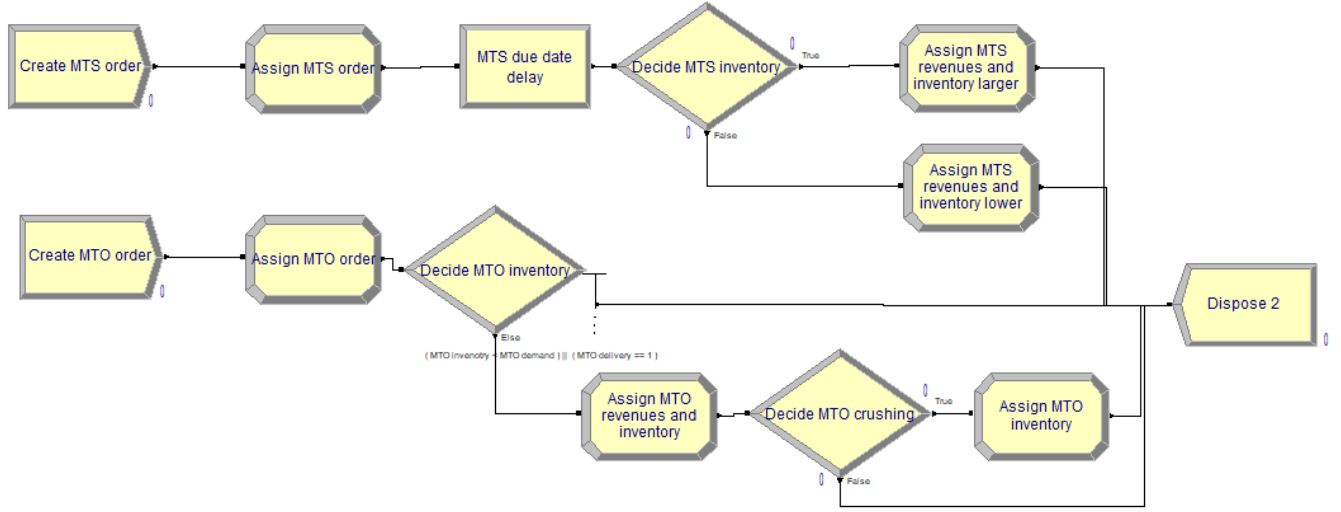 Create MTS order
0
Assign MTS order
MTS due date
delay
Decide MTS inventory
0
True
0
False
Assign MTS
revenues and
inventory larger
Assign MTS
revenues and
inventory lower
Create MTO order
0
Assign MTO order
Decide MTO inventory
Else
( MTO invenotry < MTO demand ) || ( MTO delivery == 1 )
Assign MTO
revenues and
inventory
Decide MTO crushing
0
True
0
False
Assign MTO
inventory
Dispose 2
0